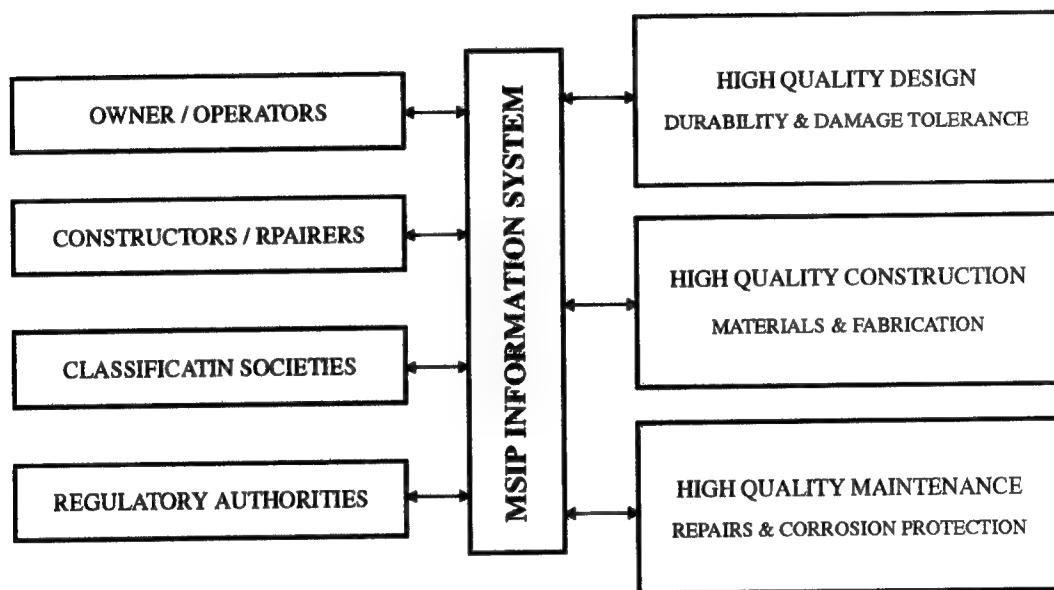 OWNER / OPERATORS
CONSTRUCTORS / RPAIRERS
CLASSIFICATIN SOCIETIES
REGULATORY AUTHORITIES
MSIP INFORMATION SYSTEM
HIGH QUALITY DESIGN
DURABILITY & DAMAGE TOLERANCE
HIGH QUALITY CONSTRUCTION
MATERIALS & FABRICATION
HIGH QUALITY MAINTENANCE
REPAIRS & CORROSION PROTECTION